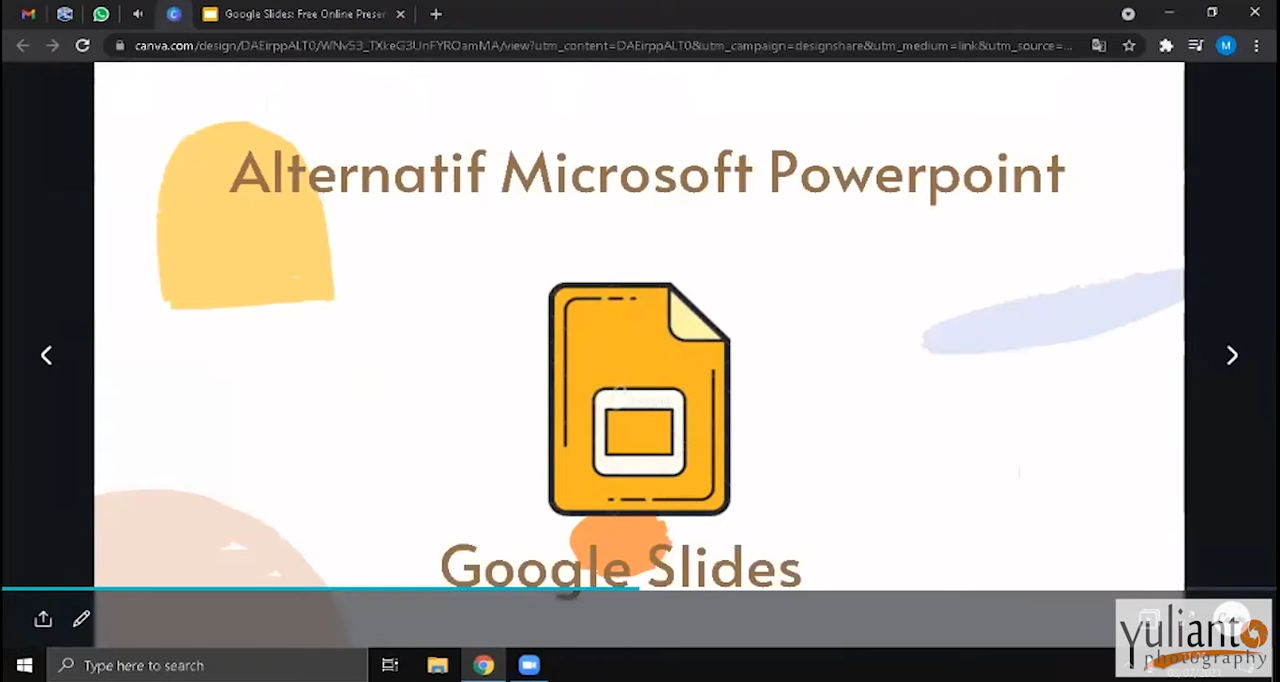 Google Slides: Free Online Preser
canva.com/design/DAEirppALT0/WNv53_TXkeG3UnFYROamMA/view?utm_content=DAEirppALT0&utm_campaign=designshare&utm_medium=link&utm_source=...
M
Alternatif Microsoft Powerpoint
Google Slides
Type here to search
yulianto
photography